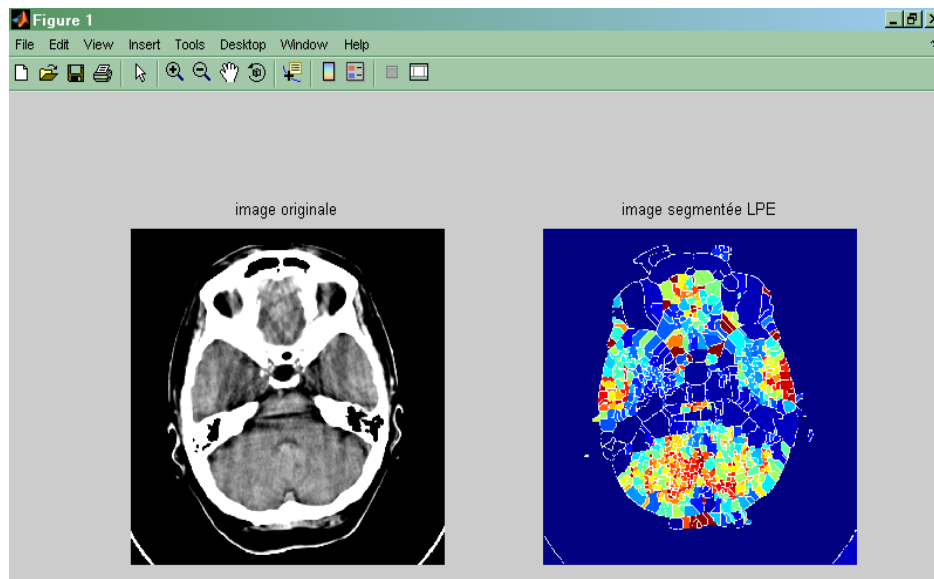 Figure 1
File Edit View Insert Tools Desktop Window Help
image originale
image segmentée LPE